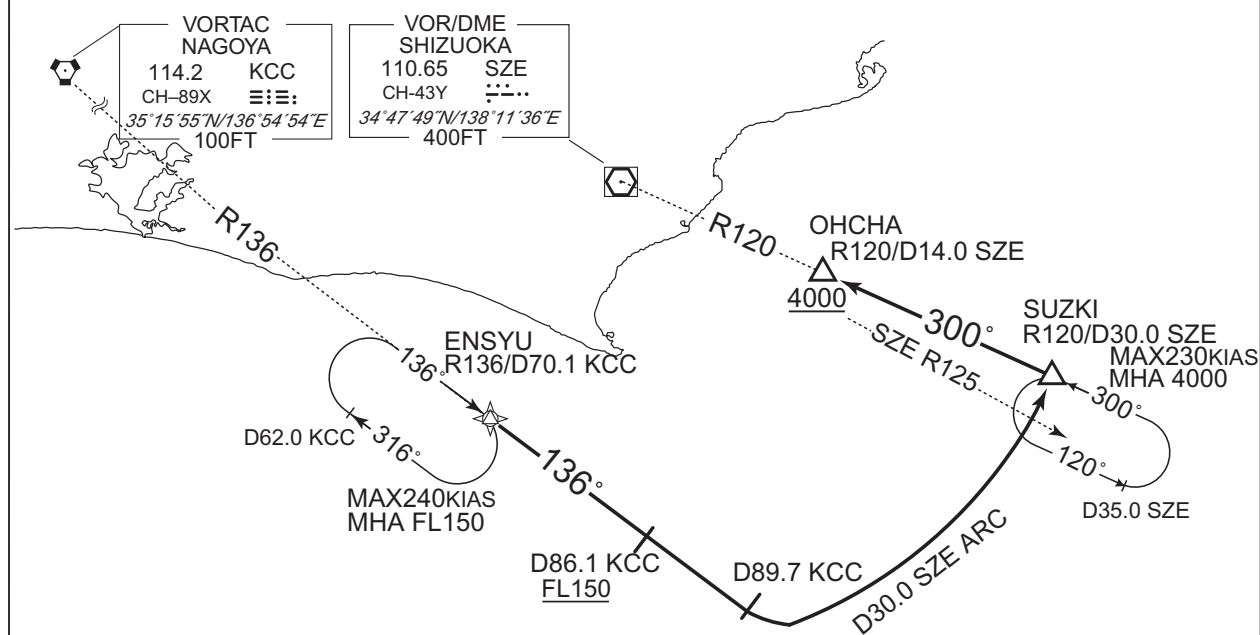 VORTAC
NAGOYA
114.2 KCC
CH–89X
35°15′55″N/136°54′54″E
100FT
VOR/DME
SHIZUOKA
110.65 SZE
CH-43Y
34°47′49″N/138°11′36″E
400FT
R136
R120
OHCHA
R120/D14.0 SZE
4000
300°
SZE R125
SUZKI
R120/D30.0 SZE
MAX230KIAS
MHA 4000
300°
120°
D35.0 SZE
ENSYU
R136/D70.1 KCC
136°
D62.0 KCC
316°
MAX240KIAS
MHA FL150
136°
D86.1 KCC
FL150
D89.7 KCC
D30.0 SZE ARC